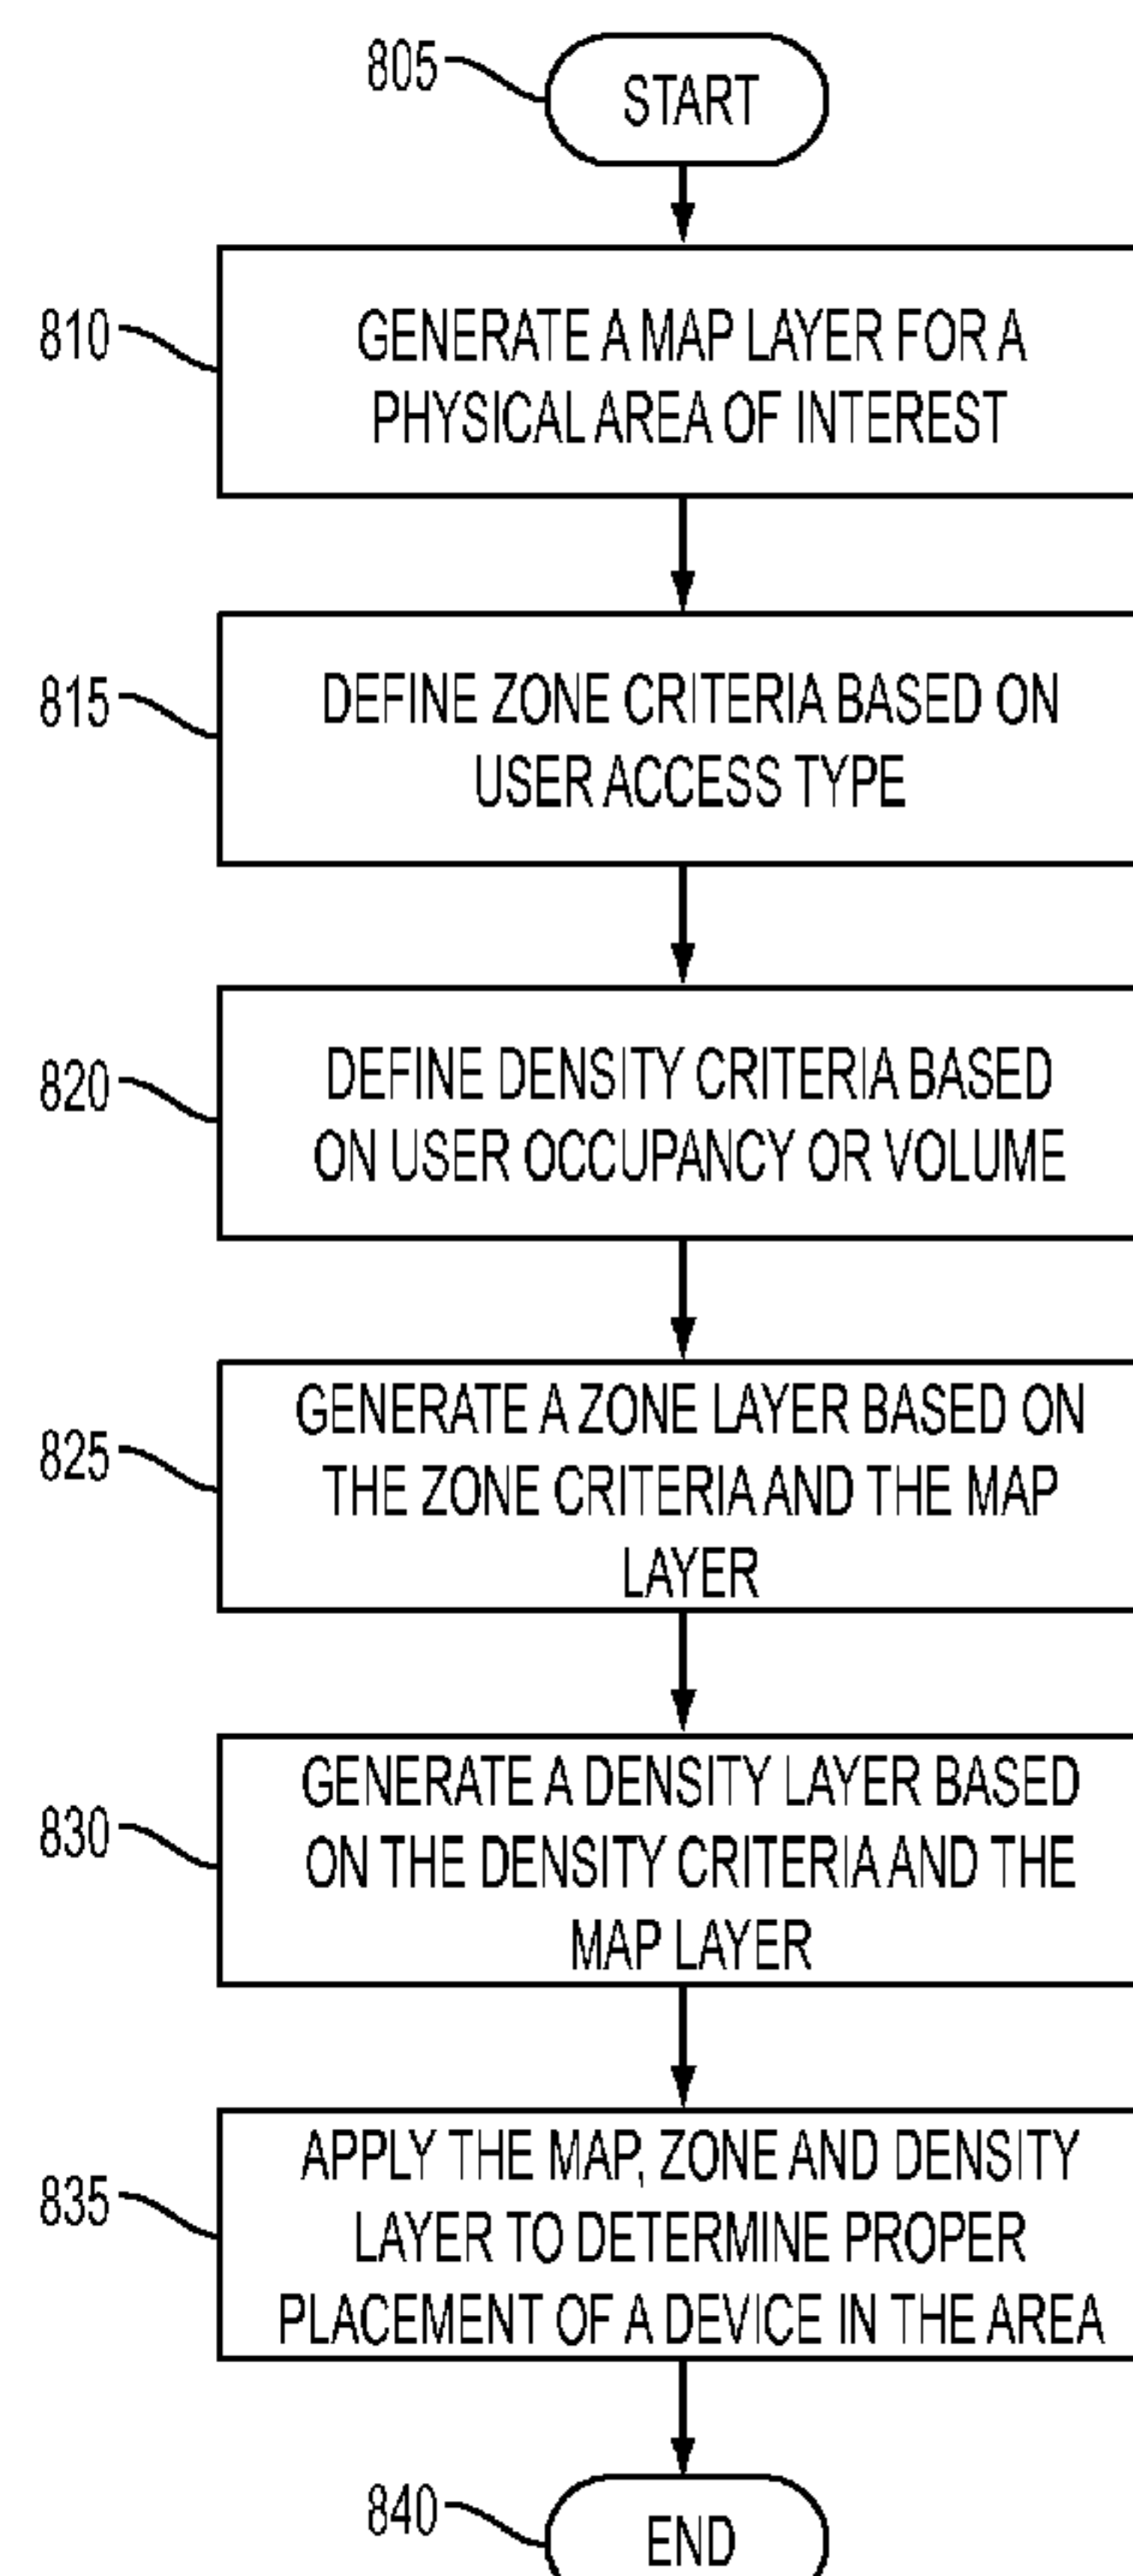 805
START
810
GENERATE A MAP LAYER FOR A
PHYSICAL AREA OF INTEREST
815
DEFINE ZONE CRITERIA BASED ON
USER ACCESS TYPE
820
DEFINE DENSITY CRITERIA BASED
ON USER OCCUPANCY OR VOLUME
825
GENERATE A ZONE LAYER BASED ON
THE ZONE CRITERIA AND THE MAP
LAYER
830
GENERATE A DENSITY LAYER BASED
ON THE DENSITY CRITERIA AND THE
MAP LAYER
835
APPLY THE MAP, ZONE AND DENSITY
LAYER TO DETERMINE PROPER
PLACEMENT OF A DEVICE IN THE AREA
840
END